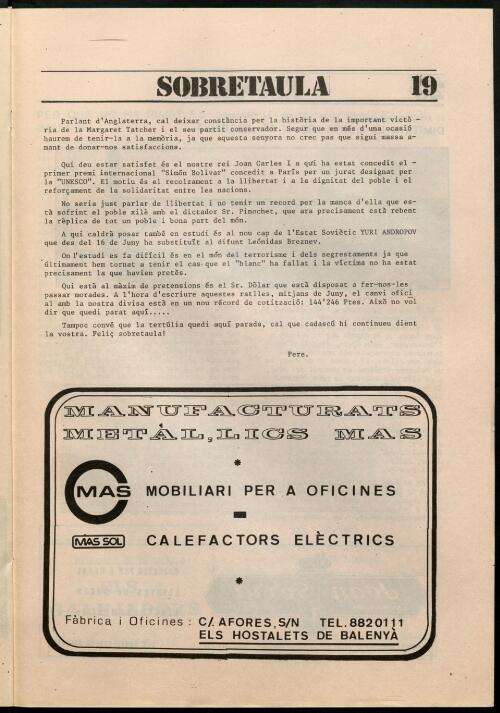 SOBRETAULA 19
Parlant d'Anglaterra, cal deixar constància per la història de la important victò -
ria de la Margaret Tatcher i el seu partit conservador. Segur que en més d'una ocasió
haurem de tenir-la a la memòria, ja que aquesta senyora no crec pas que sigui massa a-
mant de donar-nos satisfaccions.
Qui deu estar satisfet és el nostre rei Joan Carles I a qui ha estat concedit el -
primer premi internacional "Simón Bolivar" concedit a París per un jurat designat per
la "UNESCO". El motiu és el recolzament a la llibertat i a la dignitat del poble i el
reforçament de la solidaritat entre les nacions.
No seria just parlar de llibertat i no tenir un record per la manca d'ella que es-
tà sofrint el poble xilè amb el dictador Sr. Pinochet, que ara precisament està rebent
la rèplica de tot un poble i bona part del món.
A qui caldrà posar també en estudi és al nou cap de l'Estat Soviètic YURI ANDROPOV
que des del 16 de Juny ha substituït al difunt Leónidas Breznev.
On l'estudi es fa difícil és en el món del terrorisme i dels segrestaments ja que
últimament hem tornat a tenir el cas que el "blanc" ha fallat i la víctima no ha estat
precisament la que havien pretès.
Qui està al màxim de pretensions és el Sr. Dòlar que està disposat a fer-nos-les
passar morades. A l'hora d'escriure aquestes ratlles, mitjans de Juny, el canvi ofici
al amb la nostra divisa està en un nou récord de cotització: 144'246 Ptes. Això no vol
dir que quedi parat aquí.....
Tampoc convé que la tertúlia quedi aquí parada, cal que cadascú hi continueu dient
la vostra. Feliç sobretaula!
Pere.
MANUFACTURATS
METÀL,LICS MAS
*
MAS MOBILIARI PER A OFICINES
MAS SOL CALEFACTORS ELÈCTRICS
*
Fàbrica i Oficines : C/. AFORES, S/N TEL. 8820111
ELS HOSTALETS DE BALENYÀ